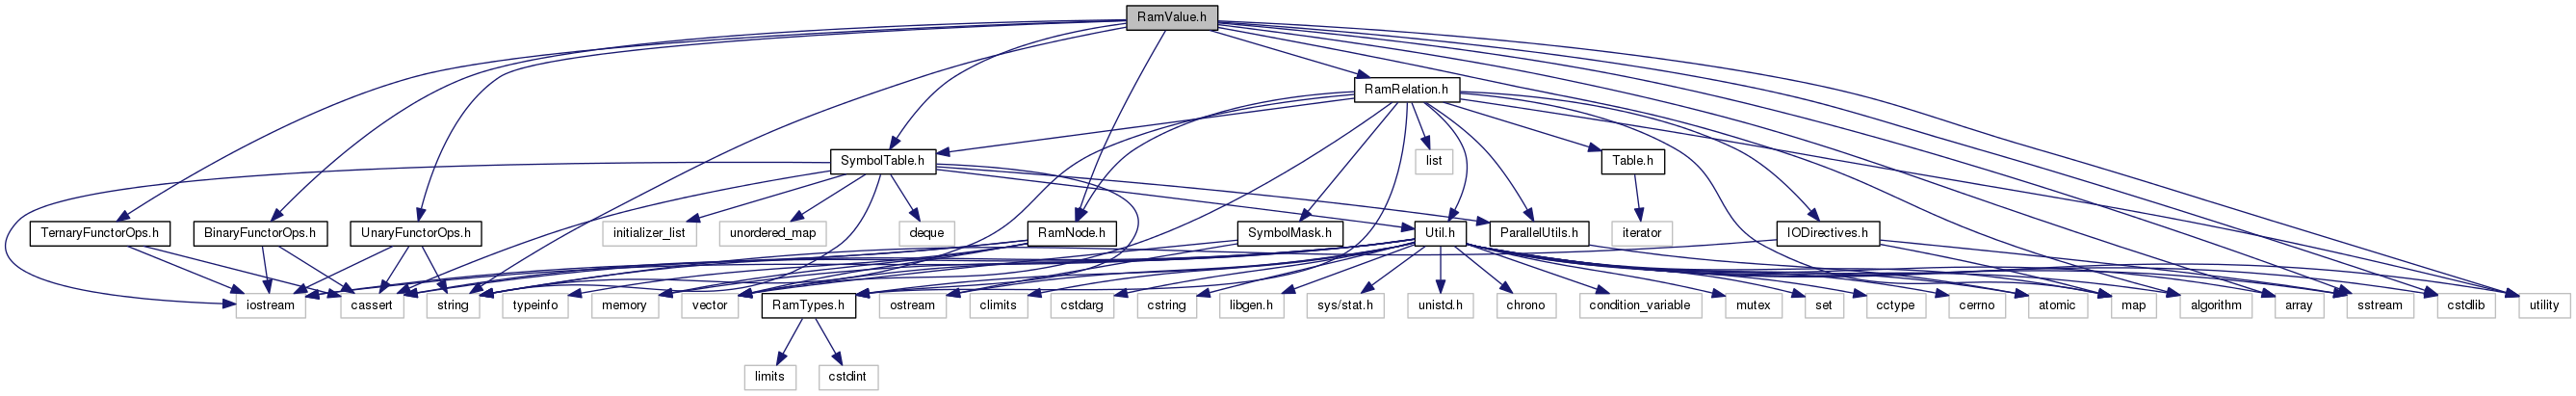 RamValue.h
RamRelation.h
SymbolTable.h
list
Table.h
TernaryFunctorOps.h
BinaryFunctorOps.h
UnaryFunctorOps.h
initializer_list
unordered_map
deque
RamNode.h
SymbolMask.h
Util.h
ParallelUtils.h
iterator
IODirectives.h
iostream
cassert
string
typeinfo
memory
vector
RamTypes.h
ostream
climits
cstdarg
cstring
libgen.h
sys/stat.h
unistd.h
chrono
condition_variable
mutex
set
cctype
cerrno
atomic
map
algorithm
array
sstream
cstdlib
utility
limits
cstdint